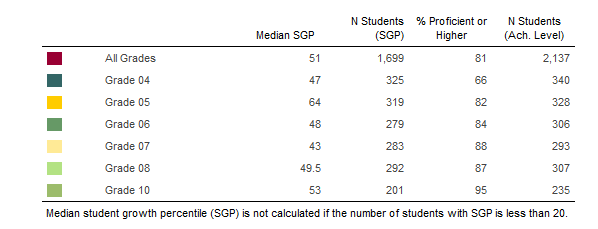 Median SGP N Students (SGP) % Proficient or Higher N Students (Ach. Level)
All Grades 51 1,699 81 2,137
Grade 04 47 325 66 340
Grade 05 64 319 82 328
Grade 06 48 279 84 306
Grade 07 43 283 88 293
Grade 08 49.5 292 87 307
Grade 10 53 201 95 235
Median student growth percentile (SGP) is not calculated if the number of students with SGP is less than 20.